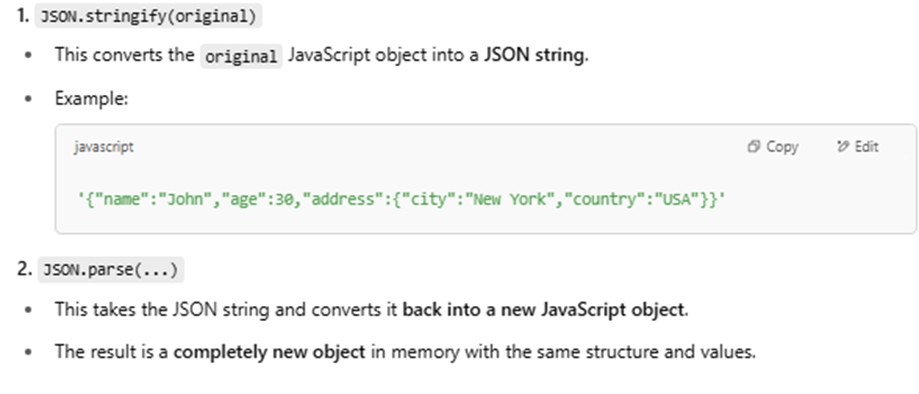 1. JSON.stringify(original)
• This converts the original JavaScript object into a JSON string.
• Example:
javascript Copy Edit
'{"name":"John","age":30,"address":{"city":"New York","country":"USA"}}'
2. JSON.parse(...)
• This takes the JSON string and converts it back into a new JavaScript object.
• The result is a completely new object in memory with the same structure and values.